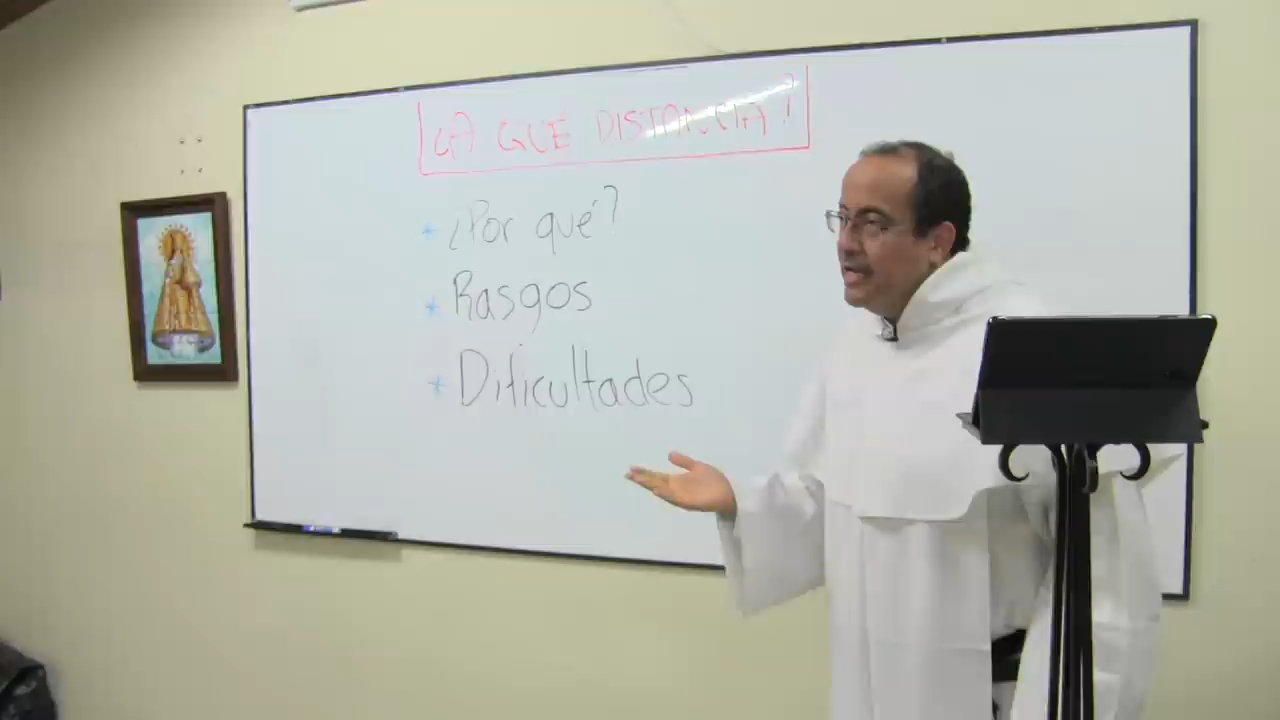 ¿A QUE DISTANCIA?
* ¿Por qué?
* Rasgos
* Dificultades